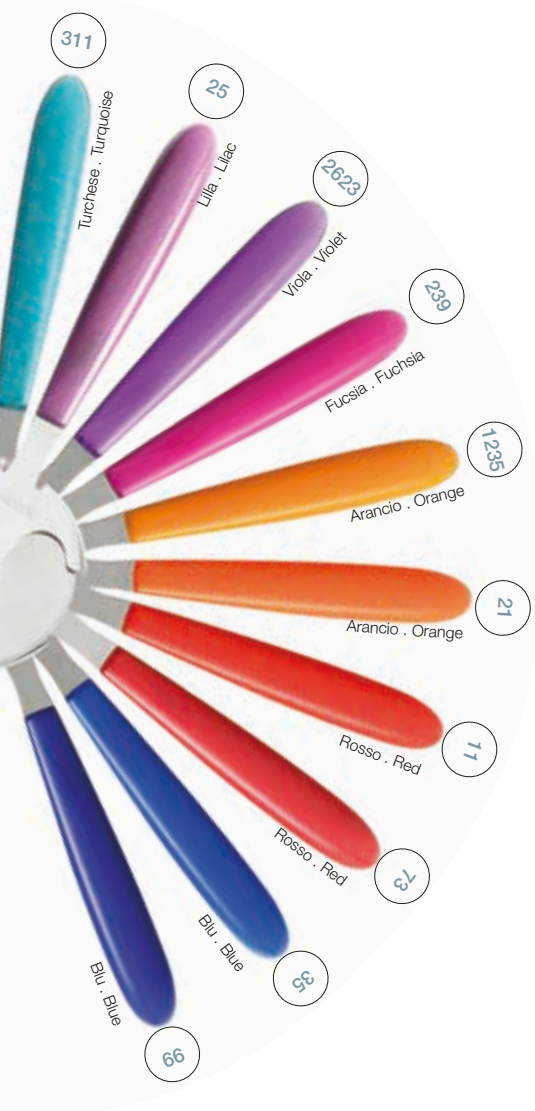 311
Turchese . Turquoise
25
Lilla . Lilac
2623
Viola . Violet
239
Fucsia . Fuchsia
1235
Arancio . Orange
21
Arancio . Orange
11
Rosso . Red
73
Rosso . Red
35
Blu . Blue
66
Blu . Blue